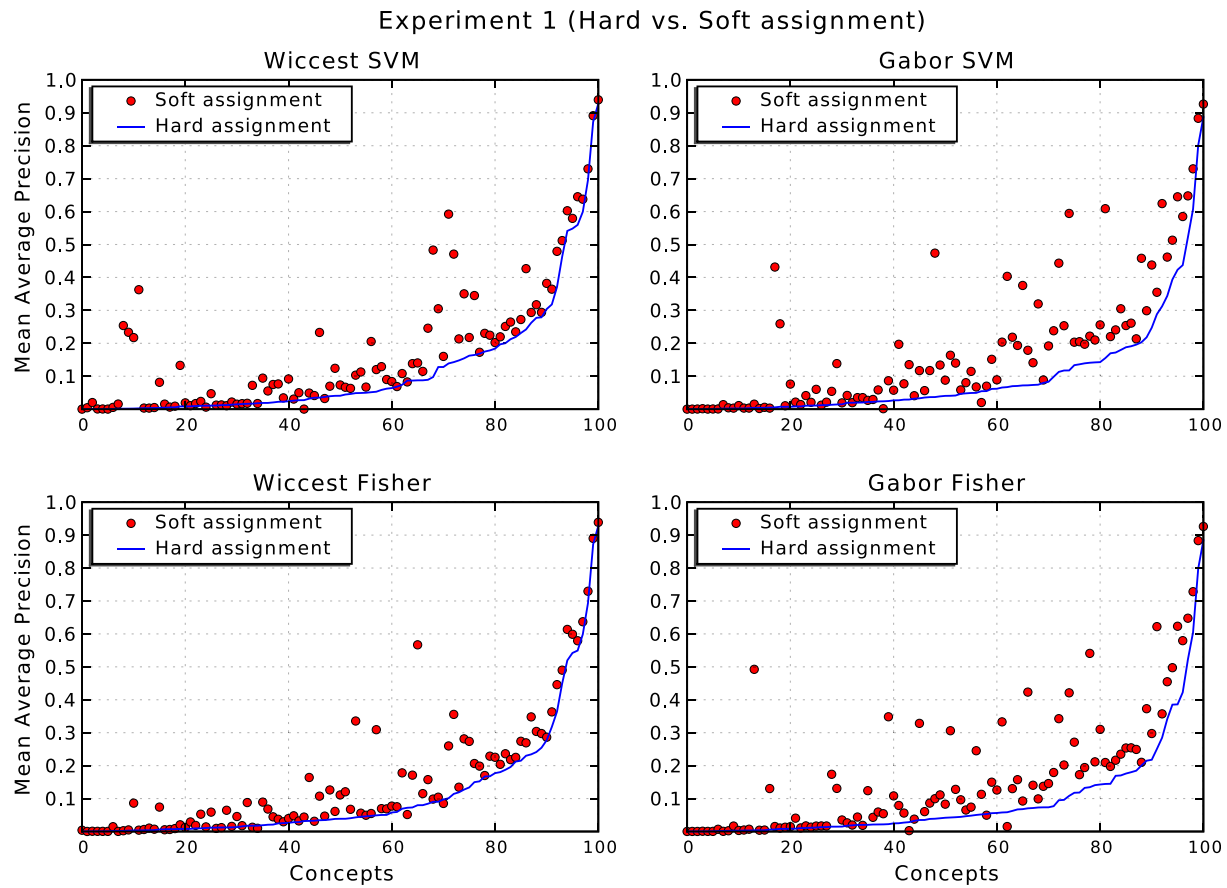 Experiment 1 (Hard vs. Soft assignment)
Wiccest SVM
Mean Average Precision
1.0
0.9
0.8
0.7
0.6
0.5
0.4
0.3
0.2
0.1
0 20 40 60 80 100
Soft assignment
Hard assignment
Gabor SVM
1.0
0.9
0.8
0.7
0.6
0.5
0.4
0.3
0.2
0.1
0 20 40 60 80 100
Soft assignment
Hard assignment
Wiccest Fisher
Mean Average Precision
1.0
0.9
0.8
0.7
0.6
0.5
0.4
0.3
0.2
0.1
0 20 40 60 80 100
Concepts
Soft assignment
Hard assignment
Gabor Fisher
1.0
0.9
0.8
0.7
0.6
0.5
0.4
0.3
0.2
0.1
0 20 40 60 80 100
Concepts
Soft assignment
Hard assignment